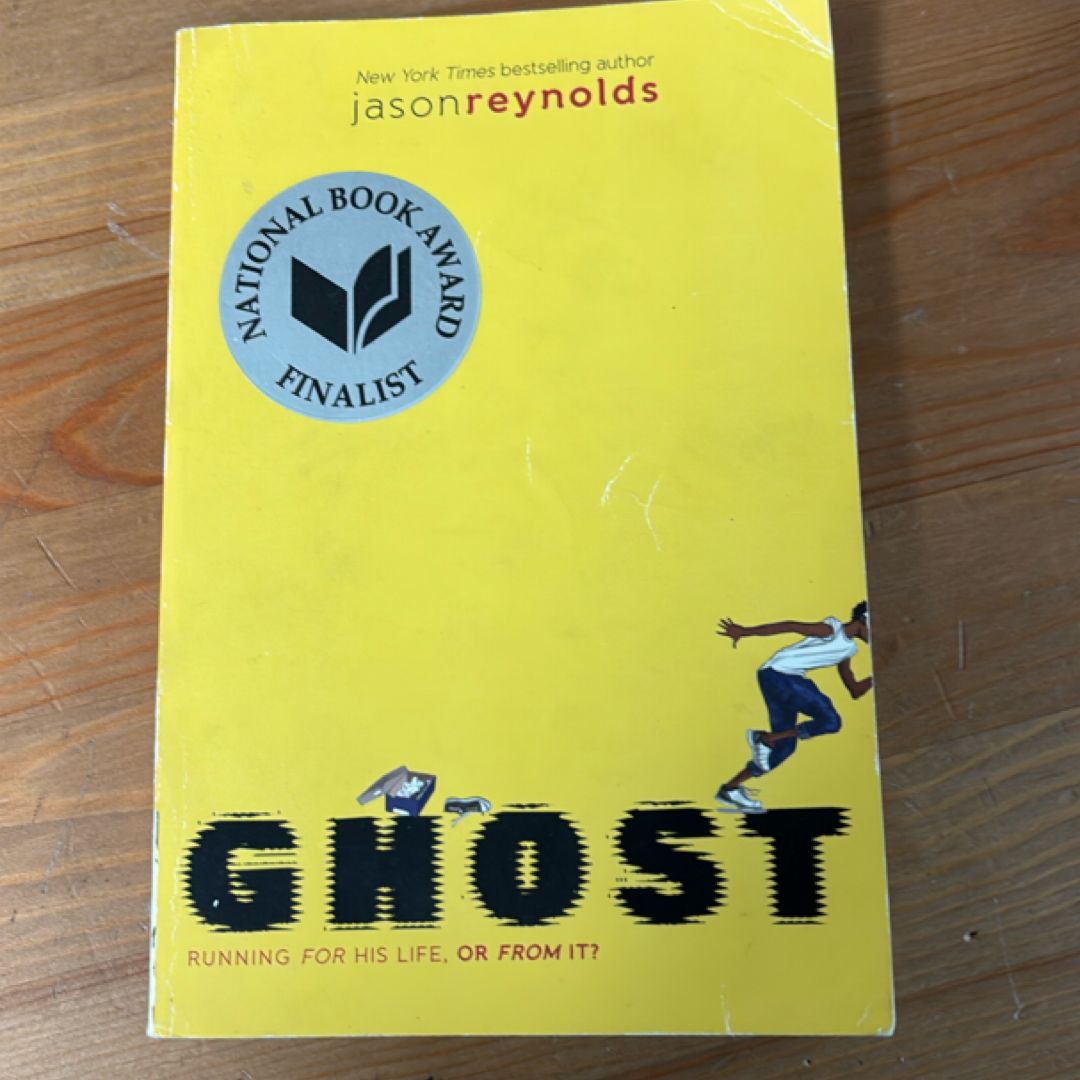 New York Times bestselling author
jasonreynolds
NATIONAL BOOK AWARD
FINALIST
GHOST
RUNNING FOR HIS LIFE, OR FROM IT?